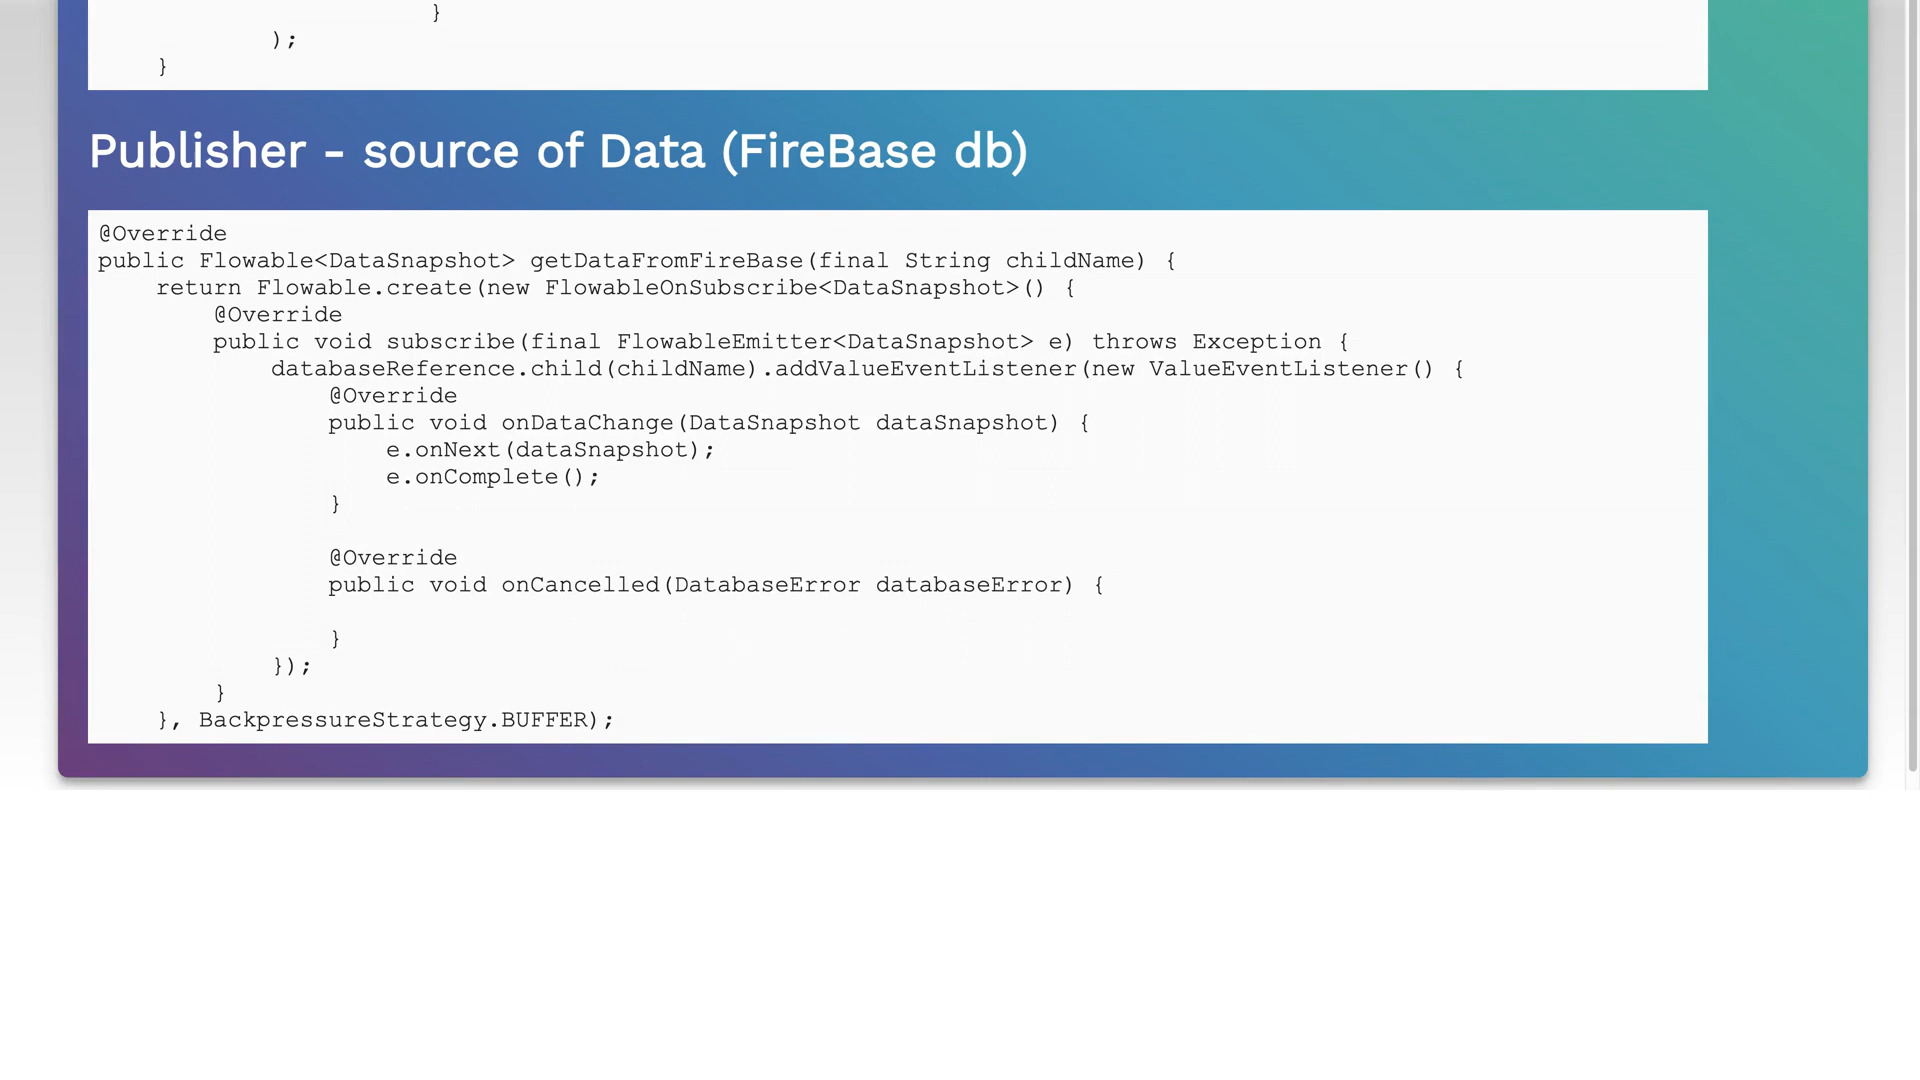 }
);
}
Publisher - source of Data (FireBase db)
@Override
public Flowable<DataSnapshot> getDataFromFireBase(final String childName) {
return Flowable.create(new FlowableOnSubscribe<DataSnapshot>() {
@Override
public void subscribe(final FlowableEmitter<DataSnapshot> e) throws Exception {
databaseReference.child(childName).addValueEventListener(new ValueEventListener() {
@Override
public void onDataChange(DataSnapshot dataSnapshot) {
e.onNext(dataSnapshot);
e.onComplete();
}
@Override
public void onCancelled(DatabaseError databaseError) {
}
});
}
}, BackpressureStrategy.BUFFER);